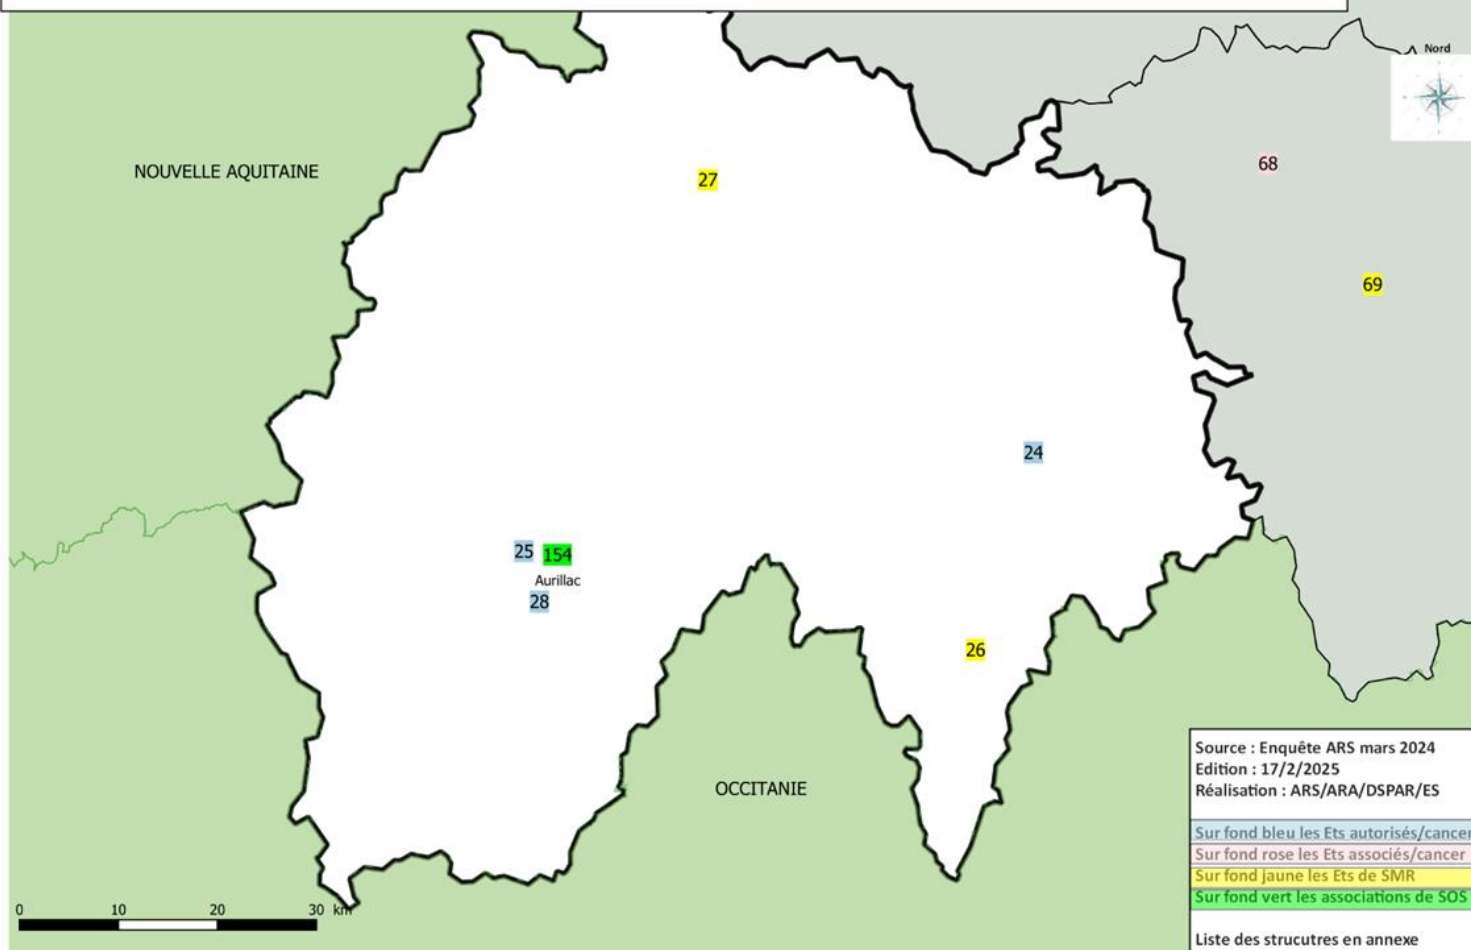 Nord
NOUVELLE AQUITAINE
68
27
69
24
25
154
Aurillac
28
26
OCCITANIE
Source : Enquête ARS mars 2024
Edition : 17/2/2025
Réalisation : ARS/ARA/DSPAR/ES
Sur fond bleu les Ets autorisés/cancer
Sur fond rose les Ets associés/cancer
Sur fond jaune les Ets de SMR
Sur fond vert les associations de SOS
Liste des strucutres en annexe
0 10 20 30 km